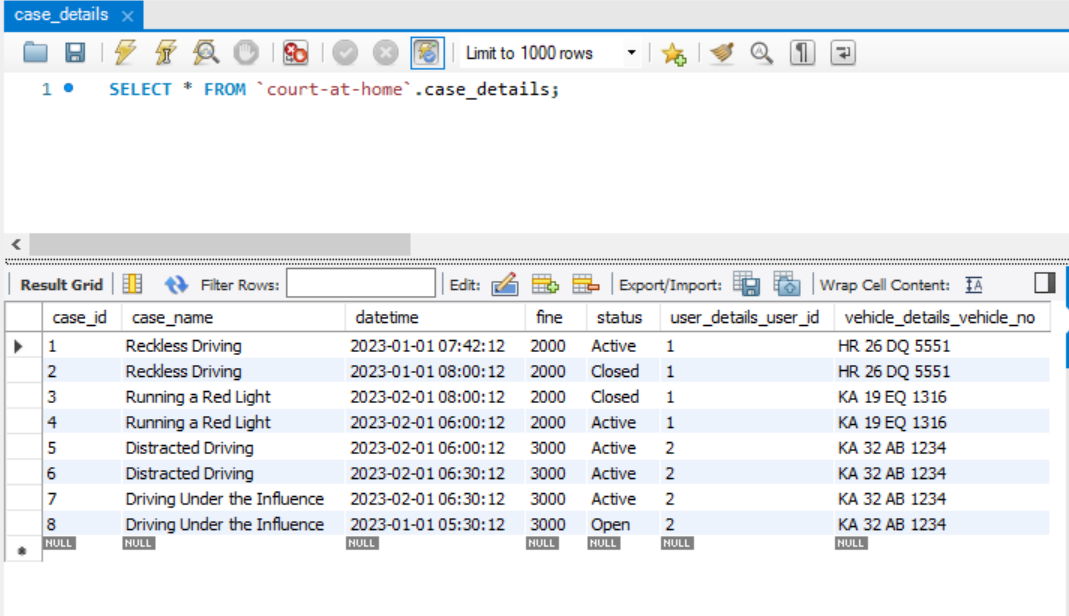 case_details
Limit to 1000 rows
1 SELECT * FROM `court-at-home`.case_details;
Result Grid Filter Rows: Edit: Export/Import: Wrap Cell Content:
case_id case_name datetime fine status user_details_user_id vehicle_details_vehicle_no
1 Reckless Driving 2023-01-01 07:42:12 2000 Active 1 HR 26 DQ 5551
2 Reckless Driving 2023-01-01 08:00:12 2000 Closed 1 HR 26 DQ 5551
3 Running a Red Light 2023-02-01 08:00:12 2000 Closed 1 KA 19 EQ 1316
4 Running a Red Light 2023-02-01 06:00:12 2000 Active 1 KA 19 EQ 1316
5 Distracted Driving 2023-02-01 06:00:12 3000 Active 2 KA 32 AB 1234
6 Distracted Driving 2023-02-01 06:30:12 3000 Active 2 KA 32 AB 1234
7 Driving Under the Influence 2023-02-01 06:30:12 3000 Active 2 KA 32 AB 1234
8 Driving Under the Influence 2023-01-01 05:30:12 3000 Open 2 KA 32 AB 1234
NULL NULL NULL NULL NULL NULL NULL